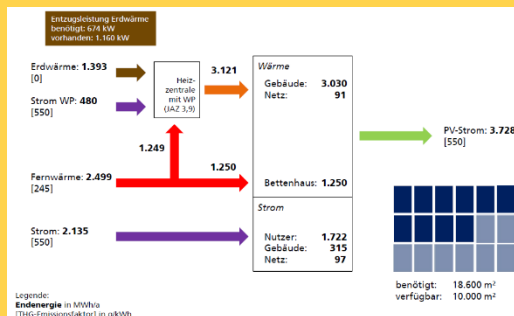 Entzugsleistung Erdwärme
benötigt: 674 kW
vorhanden: 1.160 kW
Erdwärme: 1.393
[0]
Strom WP: 480
[550]
Heiz-
zentrale
mit WP
(JAZ 3,9)
3.121
Wärme
Gebäude: 3.030
Netz: 91
1.249
1.250
Fernwärme: 2.499
[245]
Bettenhaus: 1.250
PV-Strom: 3.728
[550]
Strom: 2.135
[550]
Strom
Nutzer: 1.722
Gebäude: 315
Netz: 97
benötigt: 18.600 m²
verfügbar: 10.000 m²
Legende:
Endenergie in MWh/a
[THG-Emissionsfaktor] in g/kWh